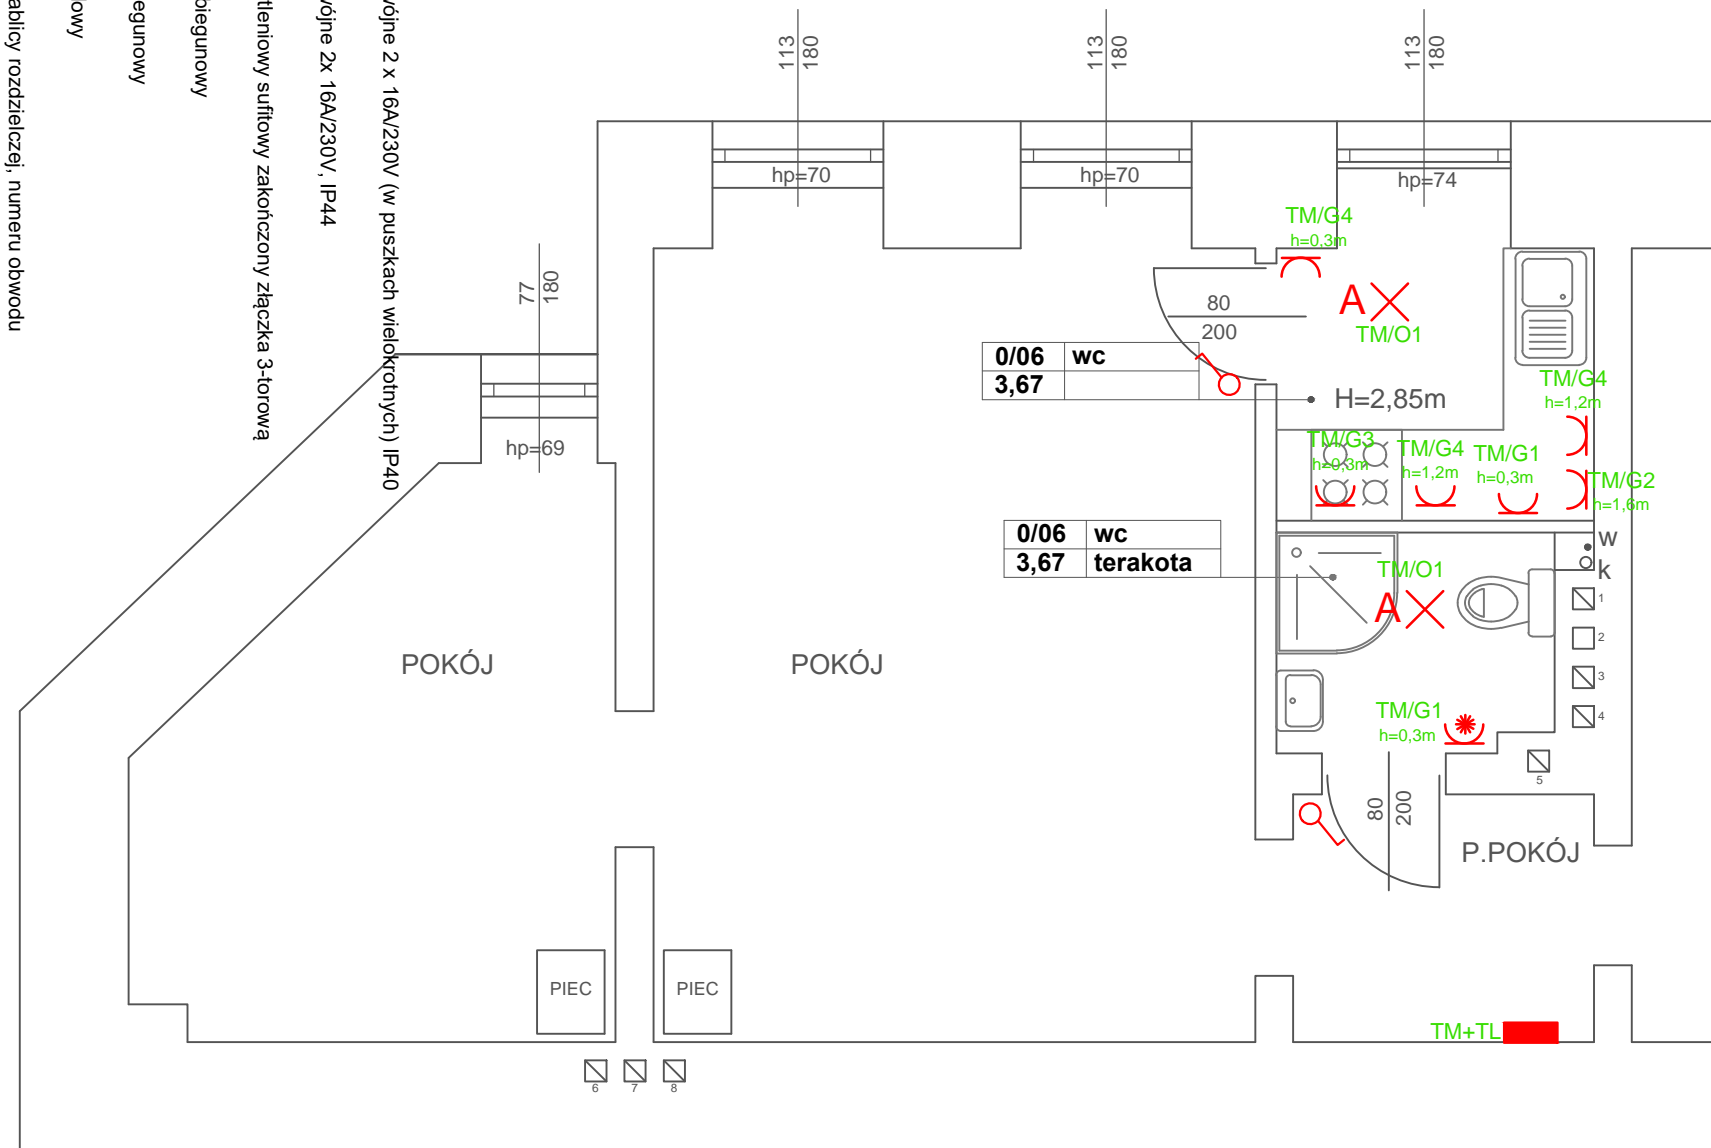 wójne 2 x 16A/230V (w puszkach wielokrotnych) IP40
wójne 2x 16A/230V, IP44
tleniowy sufitowy zakończony złączka 3-torową
biegunowy
egunowy
owy
ablicy rozdzielczej, numeru obwodu
113
180
113
180
113
180
77
180
hp=70
hp=70
hp=74
hp=69
TM/G4
h=0,3m
A
TM/O1
80
200
0/06 wc
3,67
H=2,85m
TM/G4
h=1,2m
TM/G3
h=0,3m
TM/G4
h=1,2m
TM/G1
h=0,3m
TM/G2
h=1,6m
0/06 wc
3,67 terakota
w
k
TM/O1
A
1
2
3
4
5
POKÓJ
POKÓJ
TM/G1
h=0,3m
80
200
P.POKÓJ
PIEC
PIEC
TM+TL
6
7
8